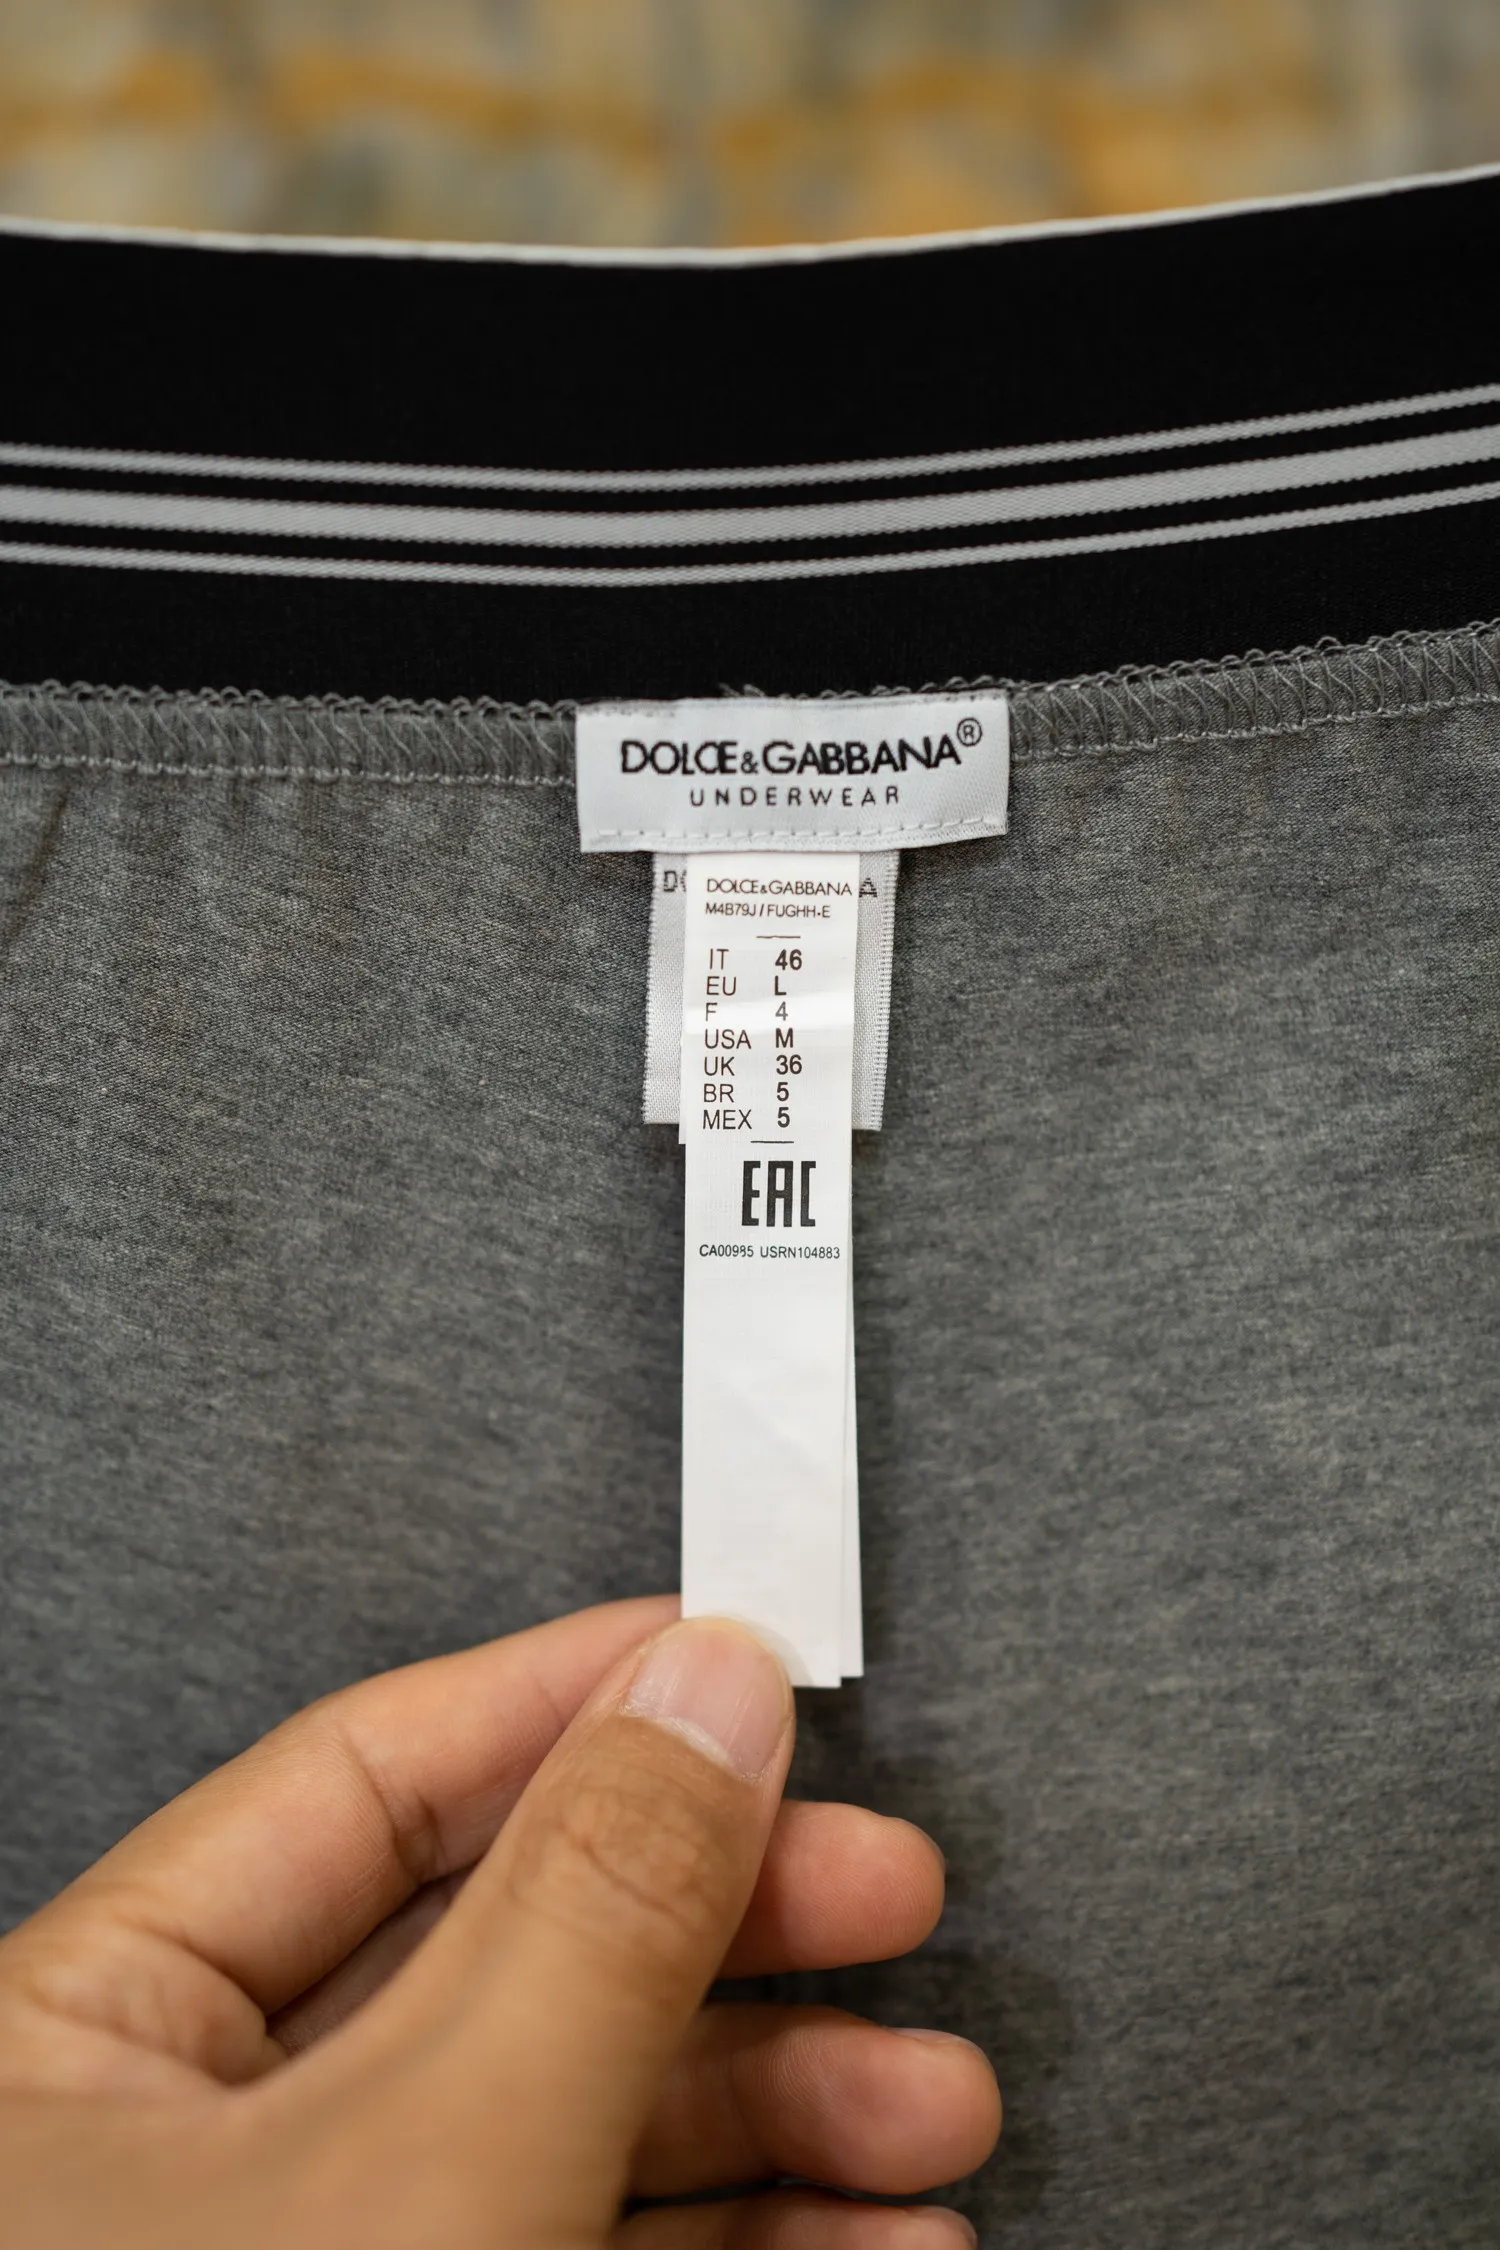 DOLCE&GABBANA®
UNDERWEAR
DOLCE&GABBANA
M4B79J / FUGHH-E
IT 46
EU L
F 4
USA M
UK 36
BR 5
MEX 5
EAC
CA00985 USRN104883